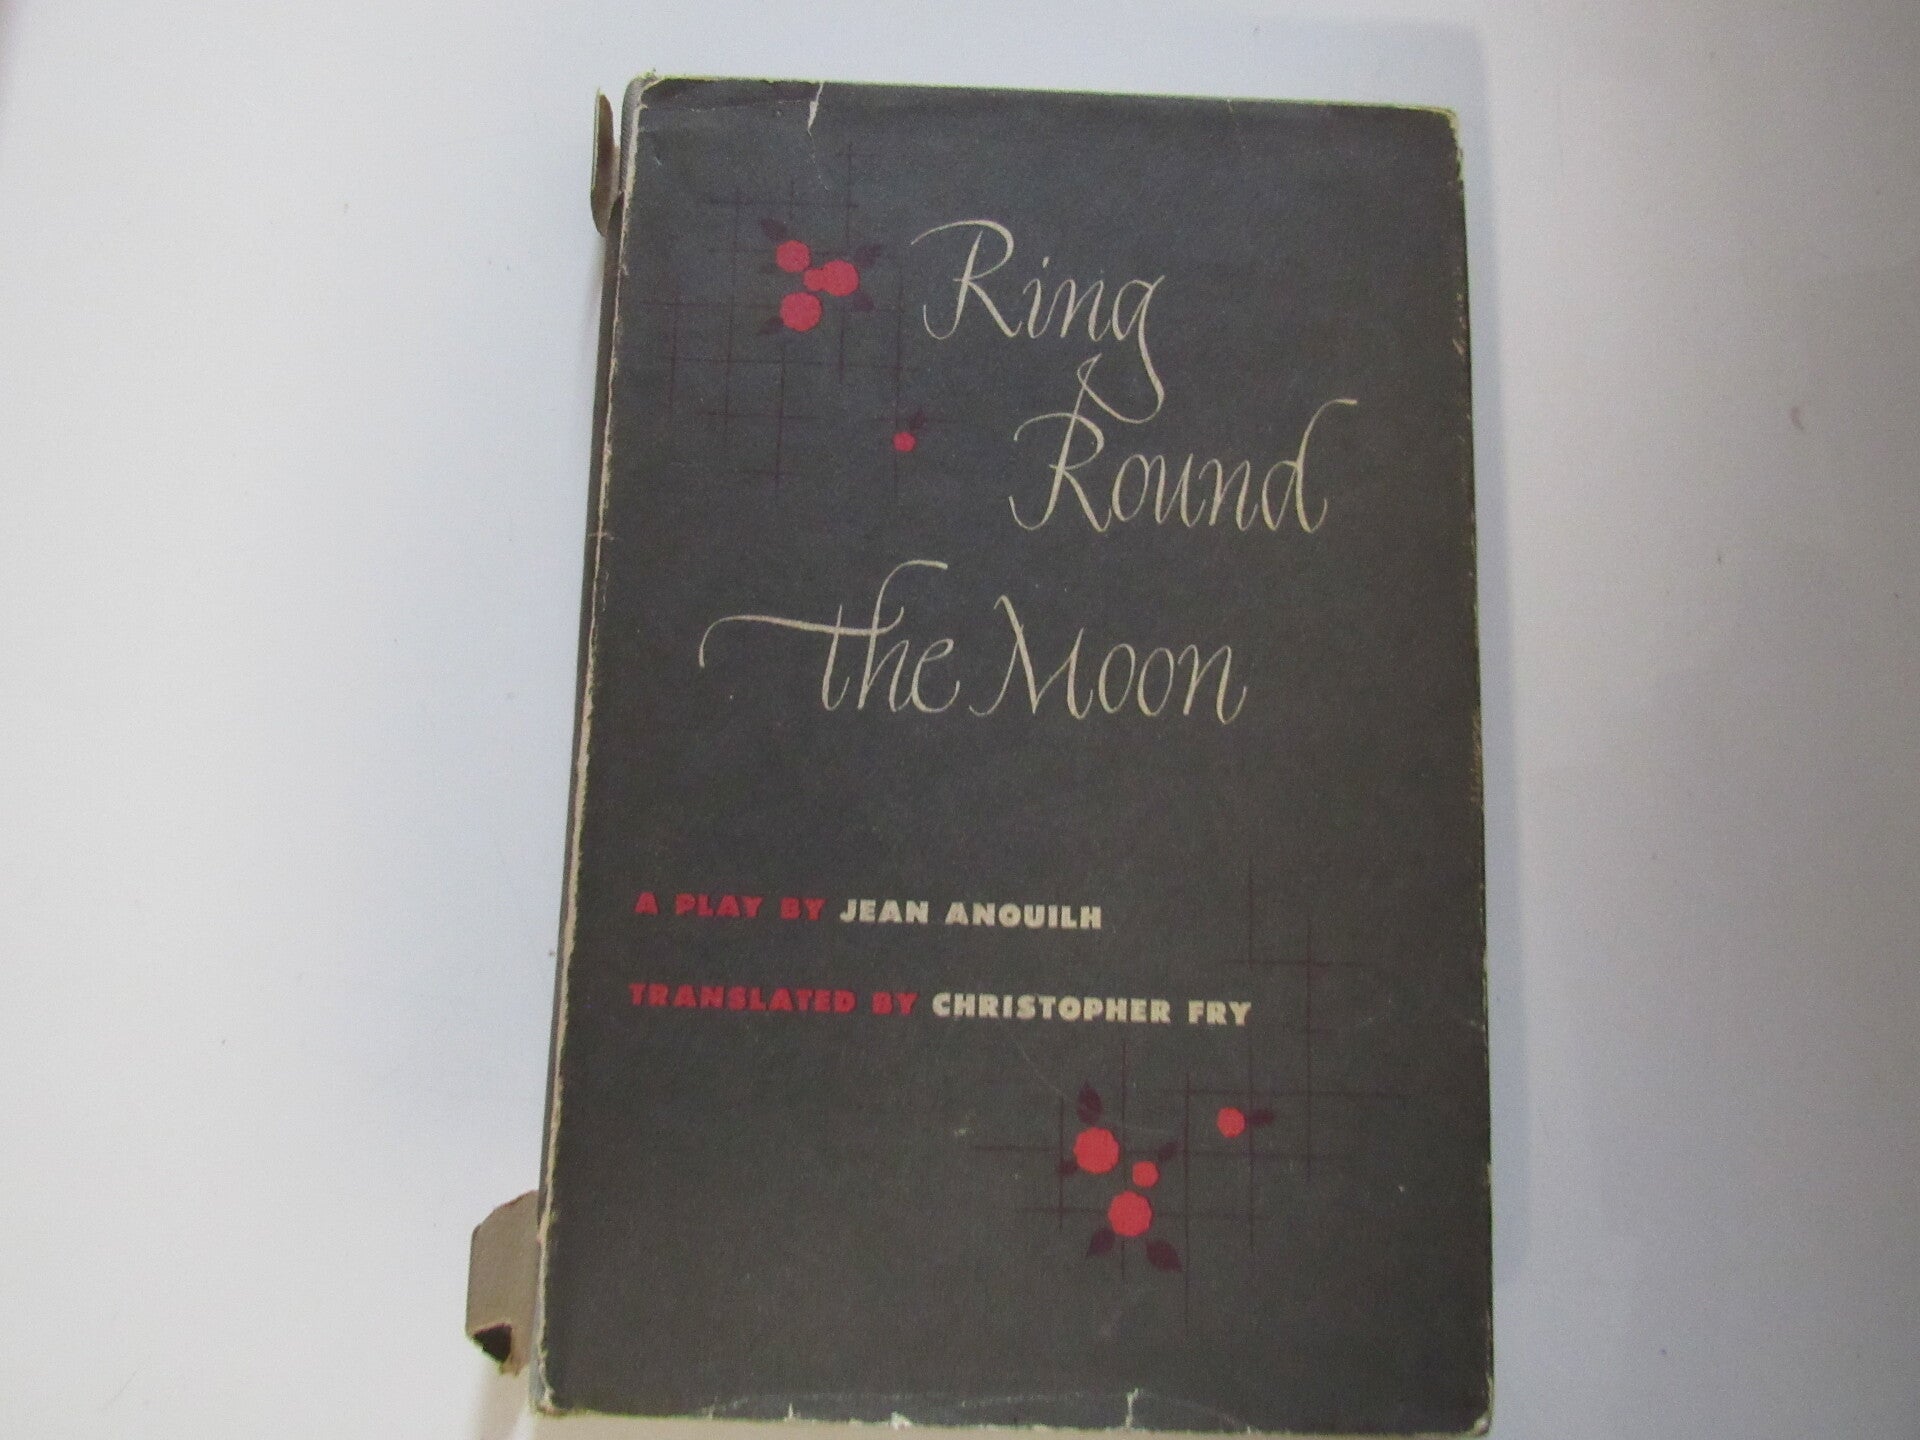 Ring
Round
the Moon
A PLAY BY JEAN ANOUILH
TRANSLATED BY CHRISTOPHER FRY